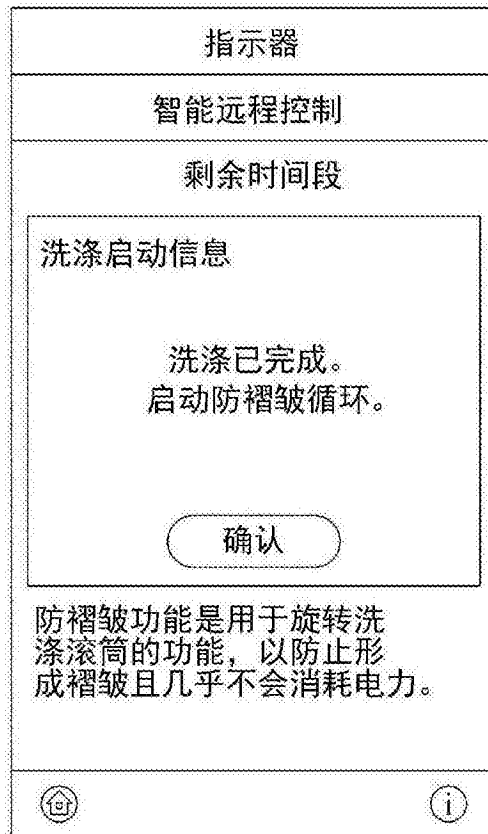 指示器
智能远程控制
剩余时间段
洗涤启动信息
洗涤已完成。
启动防褶皱循环。
确认
防褶皱功能是用于旋转洗
涤滚筒的功能，以防止形
成褶皱且几乎不会消耗电力。
i